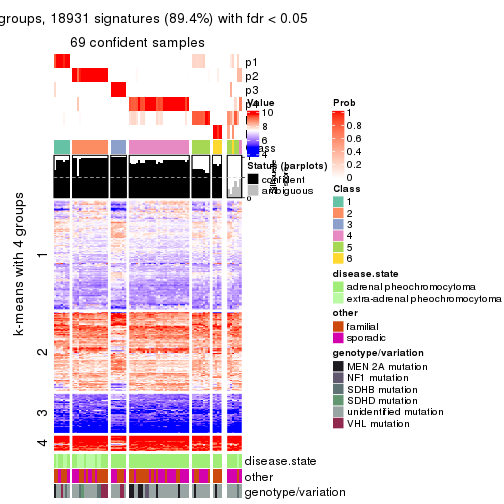 groups, 18931 signatures (89.4%) with fdr < 0.05
69 confident samples
p1
p2
p3
Value
10
8
6
4
Prob
1
0.8
0.6
0.4
0.2
0
Status (barplots)
confident
ambiguous
Class
1
2
3
4
5
6
k-means with 4 groups
1
2
3
4
disease.state
adrenal pheochromocytoma
extra-adrenal pheochromocytoma
other
familial
sporadic
genotype/variation
MEN 2A mutation
NF1 mutation
SDHB mutation
SDHD mutation
unidentified mutation
VHL mutation
disease.state
other
genotype/variation